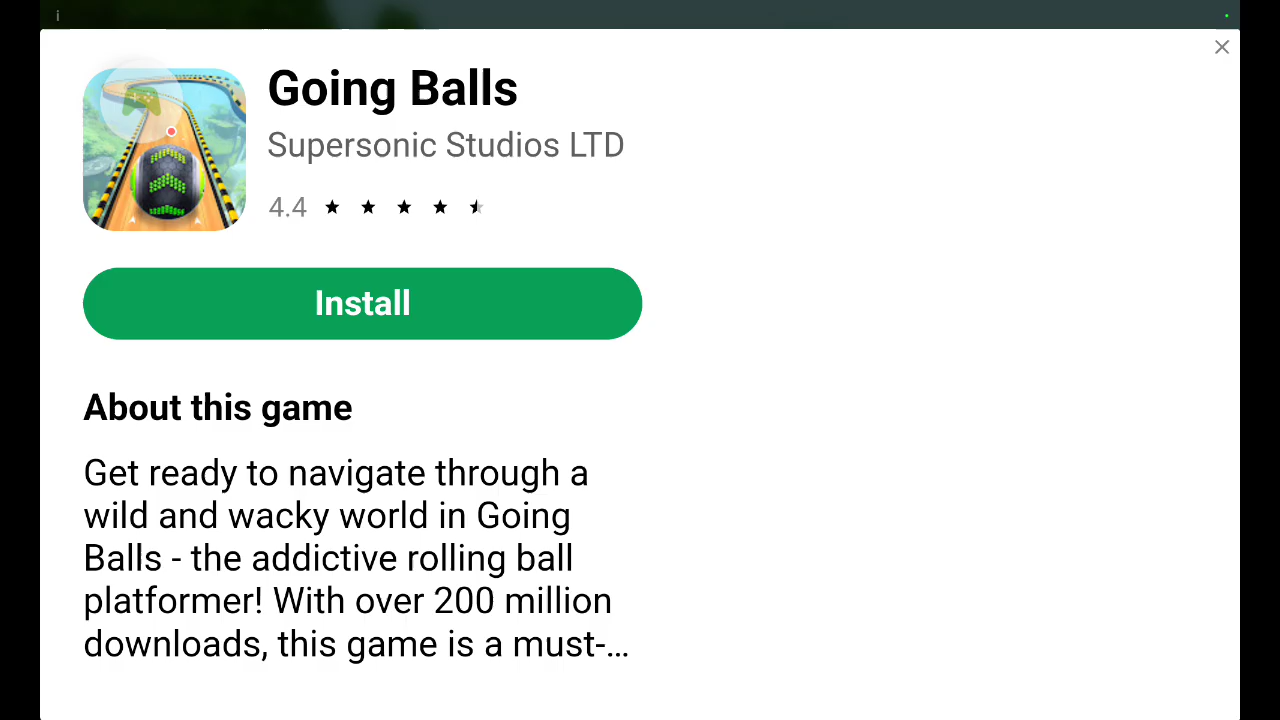 Going Balls
Supersonic Studios LTD
4.4
Install
About this game
Get ready to navigate through a
wild and wacky world in Going
Balls - the addictive rolling ball
platformer! With over 200 million
downloads, this game is a must-...